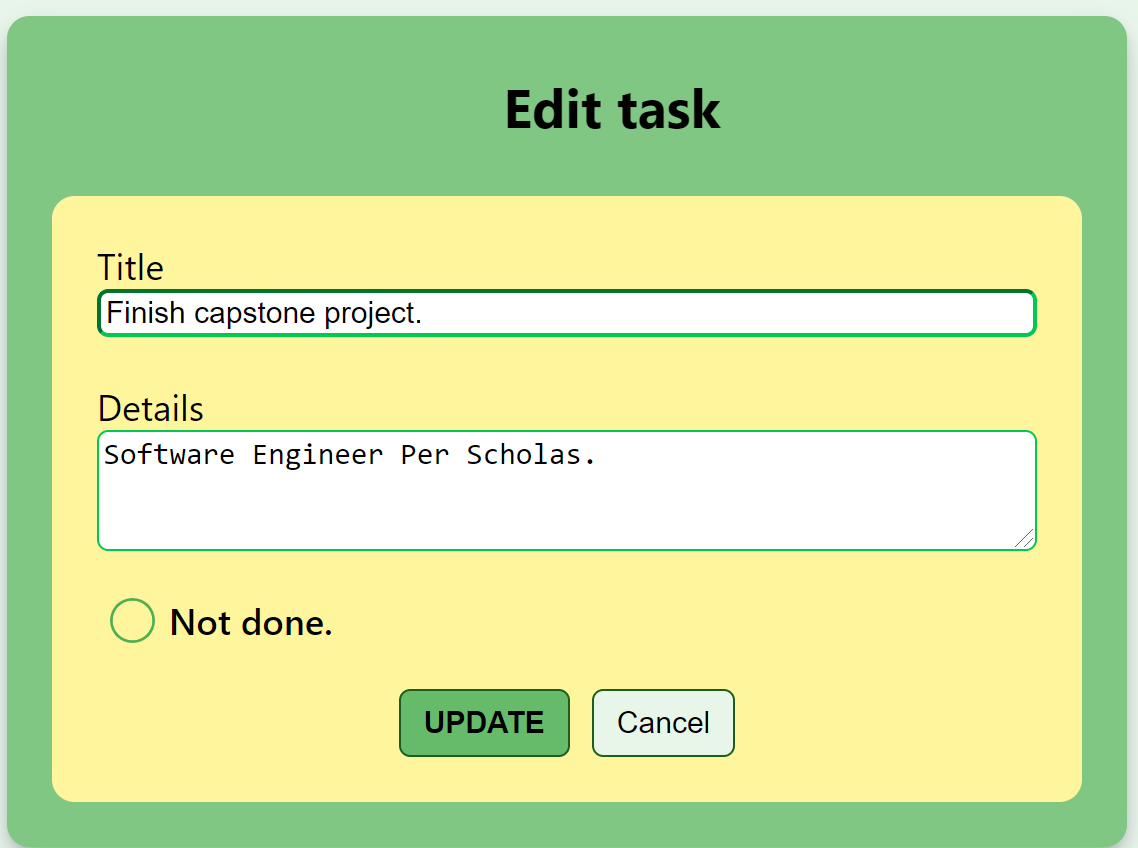 Edit task
Title
Finish capstone project.
Details
Software Engineer Per Scholas.
Not done.
UPDATE Cancel